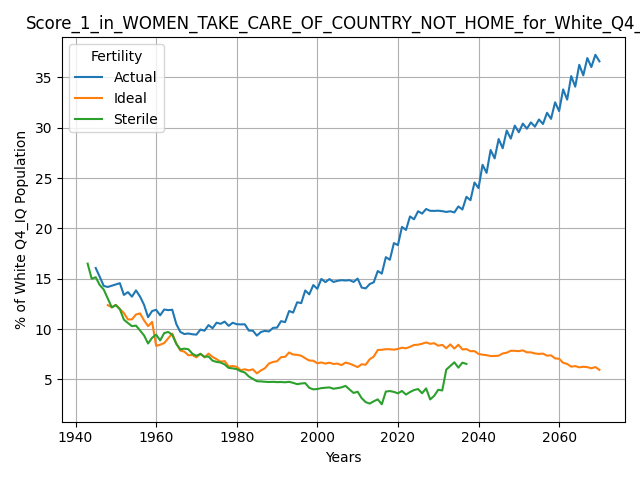 Score_1_in_WOMEN_TAKE_CARE_OF_COUNTRY_NOT_HOME_for_White_Q4_
Fertility
Actual
Ideal
Sterile
% of White Q4_IQ Population
35
30
25
20
15
10
5
1940 1960 1980 2000 2020 2040 2060
Years